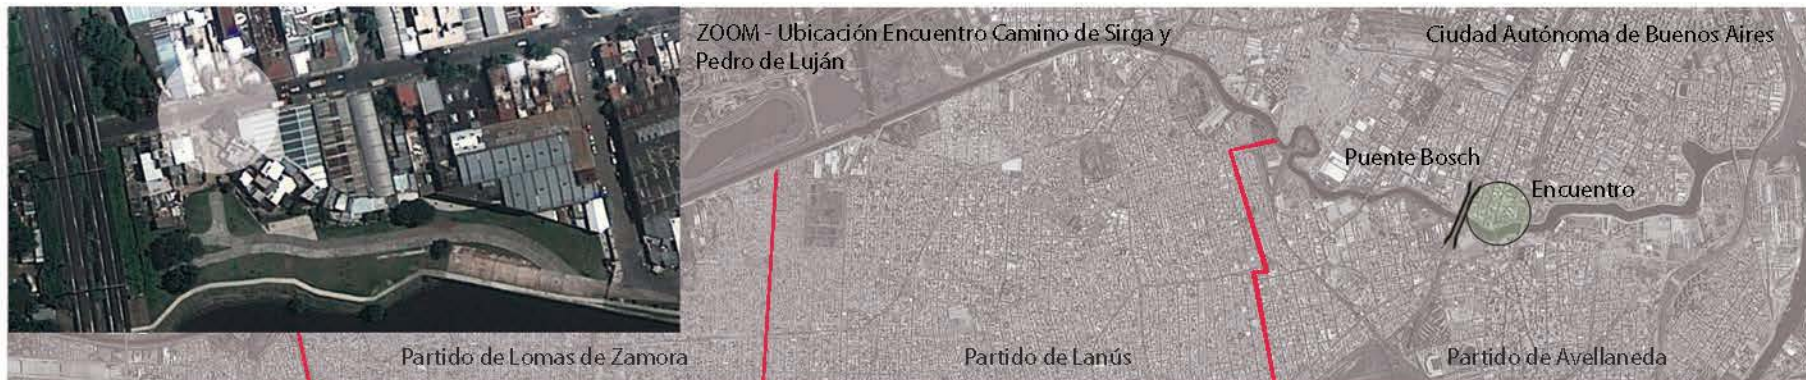 ZOOM - Ubicación Encuentro Camino de Sirga y
Pedro de Luján
Ciudad Autónoma de Buenos Aires
Puente Bosch
Encuentro
Partido de Lomas de Zamora
Partido de Lanús
Partido de Avellaneda